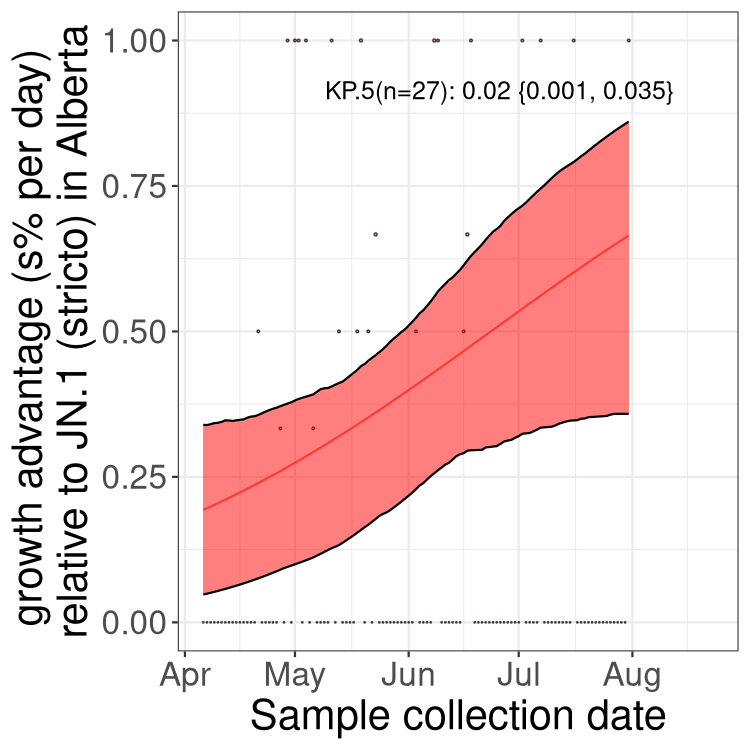 growth advantage (s% per day)
relative to JN.1 (stricto) in Alberta
1.00
0.75
0.50
0.25
0.00
KP.5(n=27): 0.02 {0.001, 0.035}
Apr May Jun Jul Aug
Sample collection date